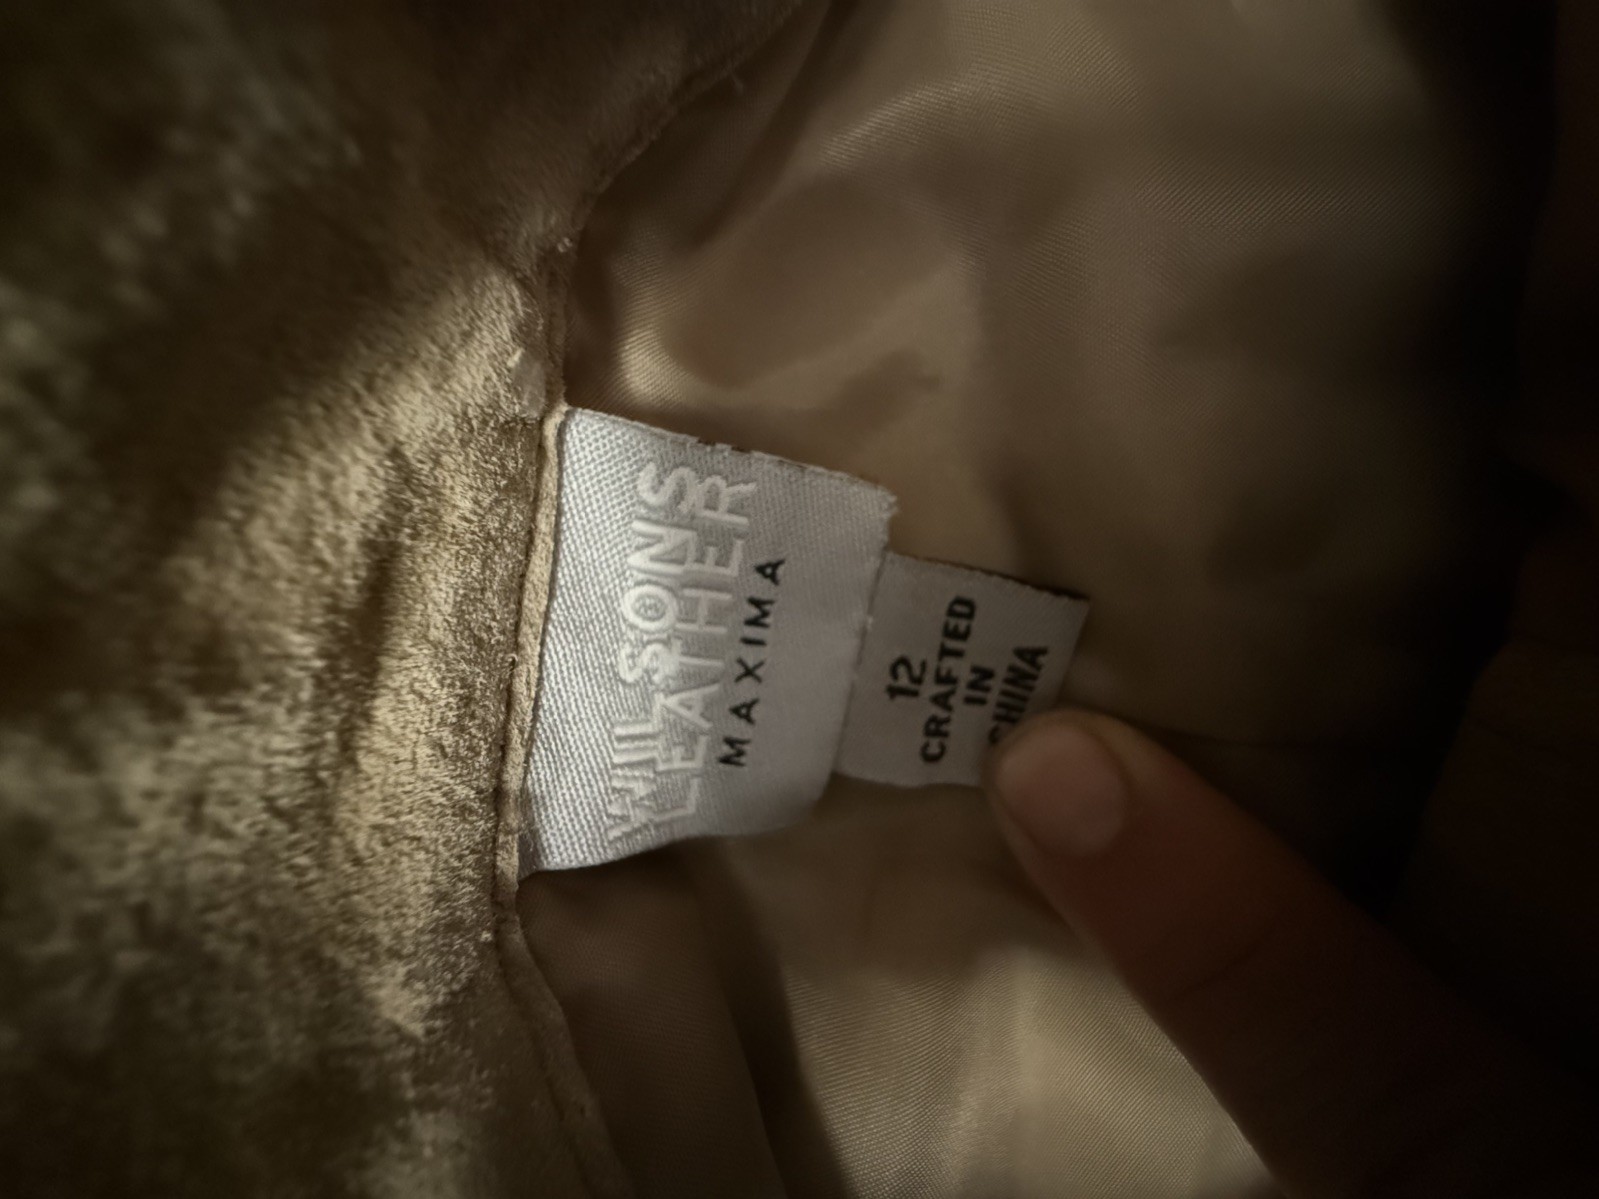 WILSONS
LEATHER
MAXIMA
12
CRAFTED
IN
CHINA